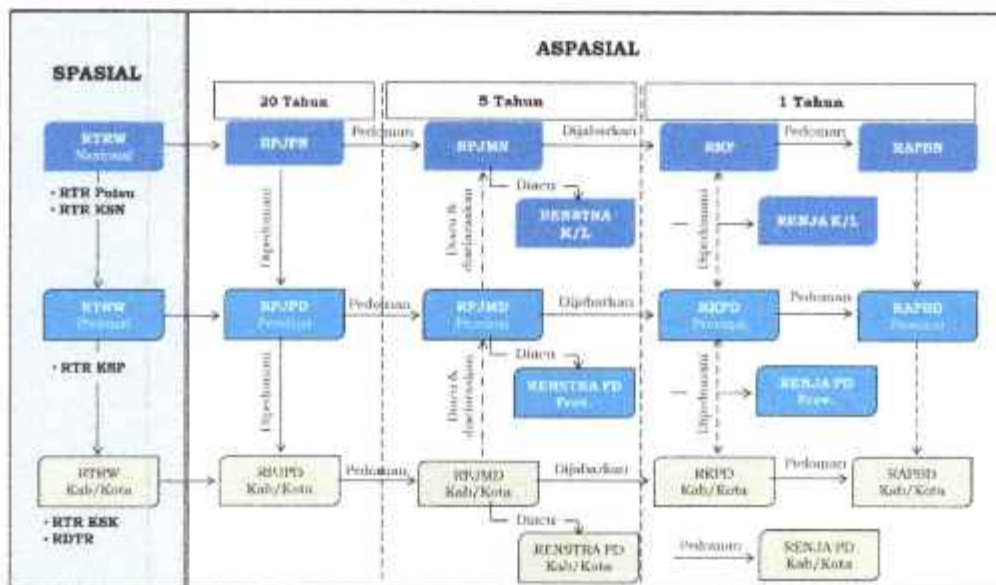 ASPASIAL
SPASIAL
20 Tahun
5 Tahun
1 Tahun
RTRW
Nasional
RPJPN
Pedoman
RPJMN
Dijabarkan
RKP
Pedoman
RAPBN
• RTR Pulau
• RTR KSN
Diacu
RENSTRA
K/L
RENJA K/L
Dipedomani
Diacu &
diselaraskan
Dipedomani
RTRW
Provinsi
RPJPD
Provinsi
Pedoman
RPJMD
Provinsi
Dijabarkan
RKPD
Provinsi
Pedoman
RAPBD
Provinsi
• RTR KSP
Diacu
RENSTRA PD
Prov.
RENJA PD
Prov.
Dipedomani
Diacu &
diselaraskan
Dipedomani
RTRW
Kab/Kota
RPJPD
Kab/Kota
Pedoman
RPJMD
Kab/Kota
Dijabarkan
RKPD
Kab/Kota
Pedoman
RAPBD
Kab/Kota
• RTR KSK
• RDTR
Diacu
RENSTRA PD
Kab/Kota
Pedoman
RENJA PD
Kab/Kota